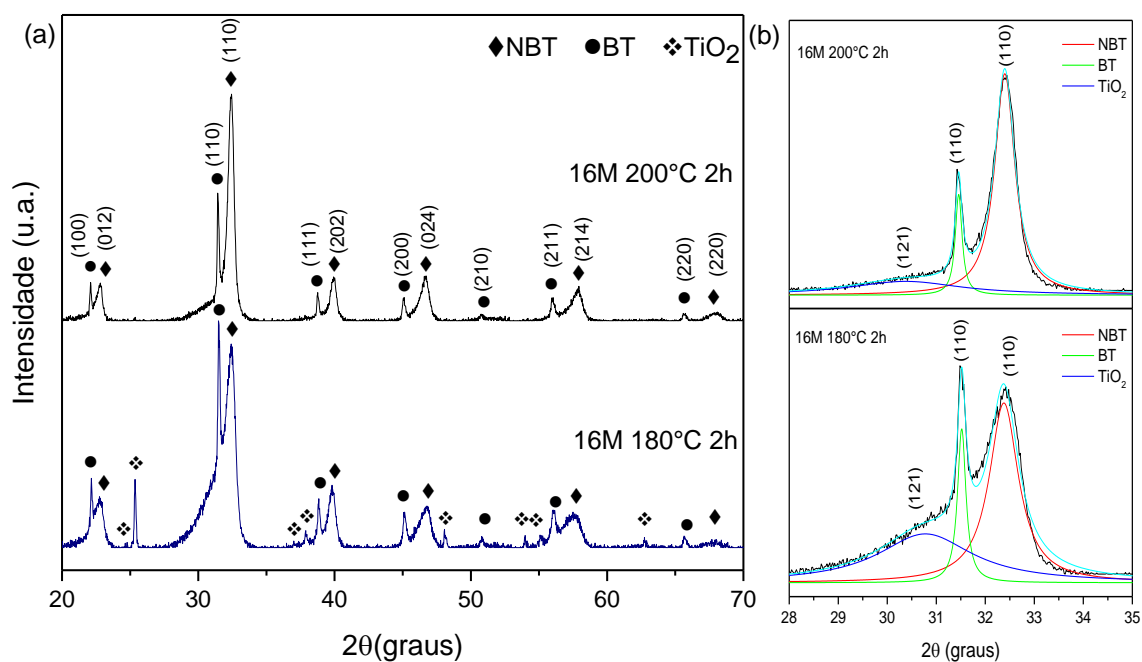 (a)
(110)
♦NBT ●BT ❖TiO₂
(110)
16M 200°C 2h
(100)
(012)
(111)
(202)
(200)
(024)
(210)
(211)
(214)
(220)
(220)
16M 180°C 2h
Intensidade (u.a.)
20 30 40 50 60 70
2θ(graus)
(b)
16M 200°C 2h
(110)
NBT
BT
TiO₂
(110)
(121)
16M 180°C 2h
(110)
(110)
NBT
BT
TiO₂
(121)
28 29 30 31 32 33 34 35
2θ (graus)